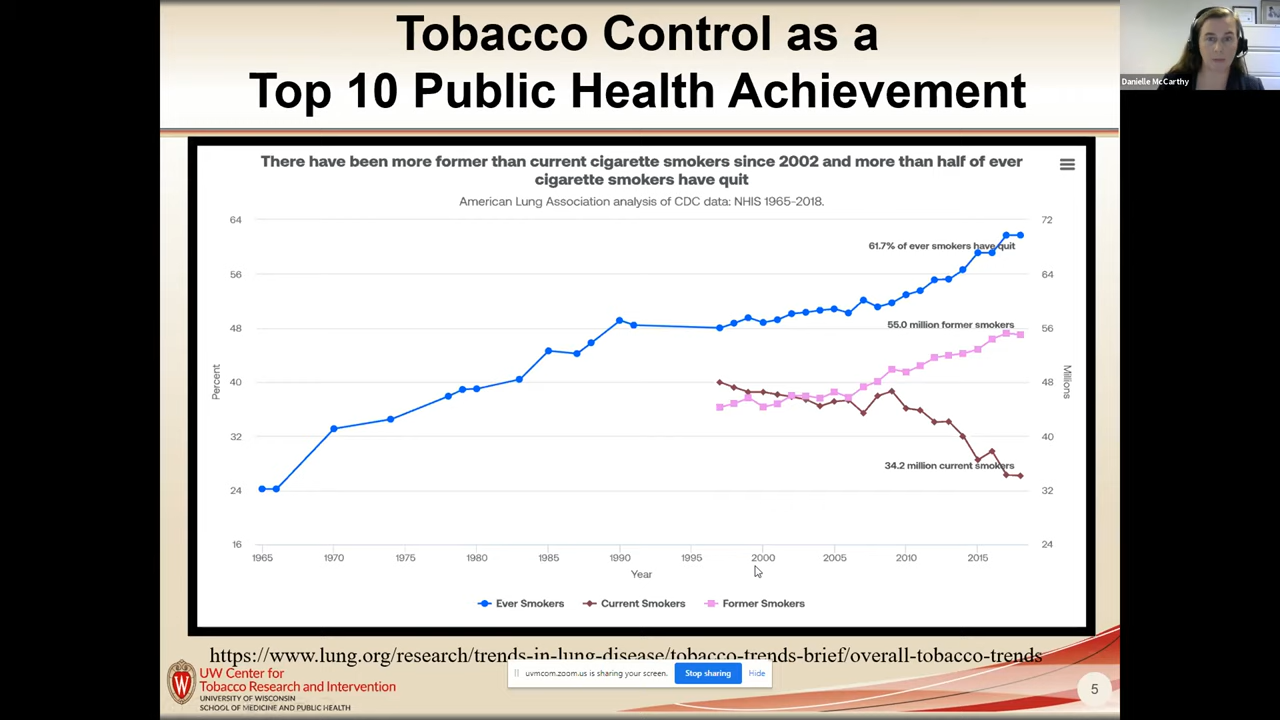 Tobacco Control as a
Top 10 Public Health Achievement
Danielle McCarthy
There have been more former than current cigarette smokers since 2002 and more than half of ever
cigarette smokers have quit
American Lung Association analysis of CDC data: NHIS 1965-2018.
64
56
48
40
32
24
16
Percent
72
64
56
48
40
32
24
Millions
61.7% of ever smokers have quit
55.0 million former smokers
34.2 million current smokers
1965 1970 1975 1980 1985 1990 1995 2000 2005 2010 2015
Year
Ever Smokers Current Smokers Former Smokers
https://www.lung.org/research/trends-in-lung-disease/tobacco-trends-brief/overall-tobacco-trends
UW Center for
Tobacco Research and Intervention
UNIVERSITY OF WISCONSIN
SCHOOL OF MEDICINE AND PUBLIC HEALTH
uvmcom.zoom.us is sharing your screen. Stop sharing Hide
5